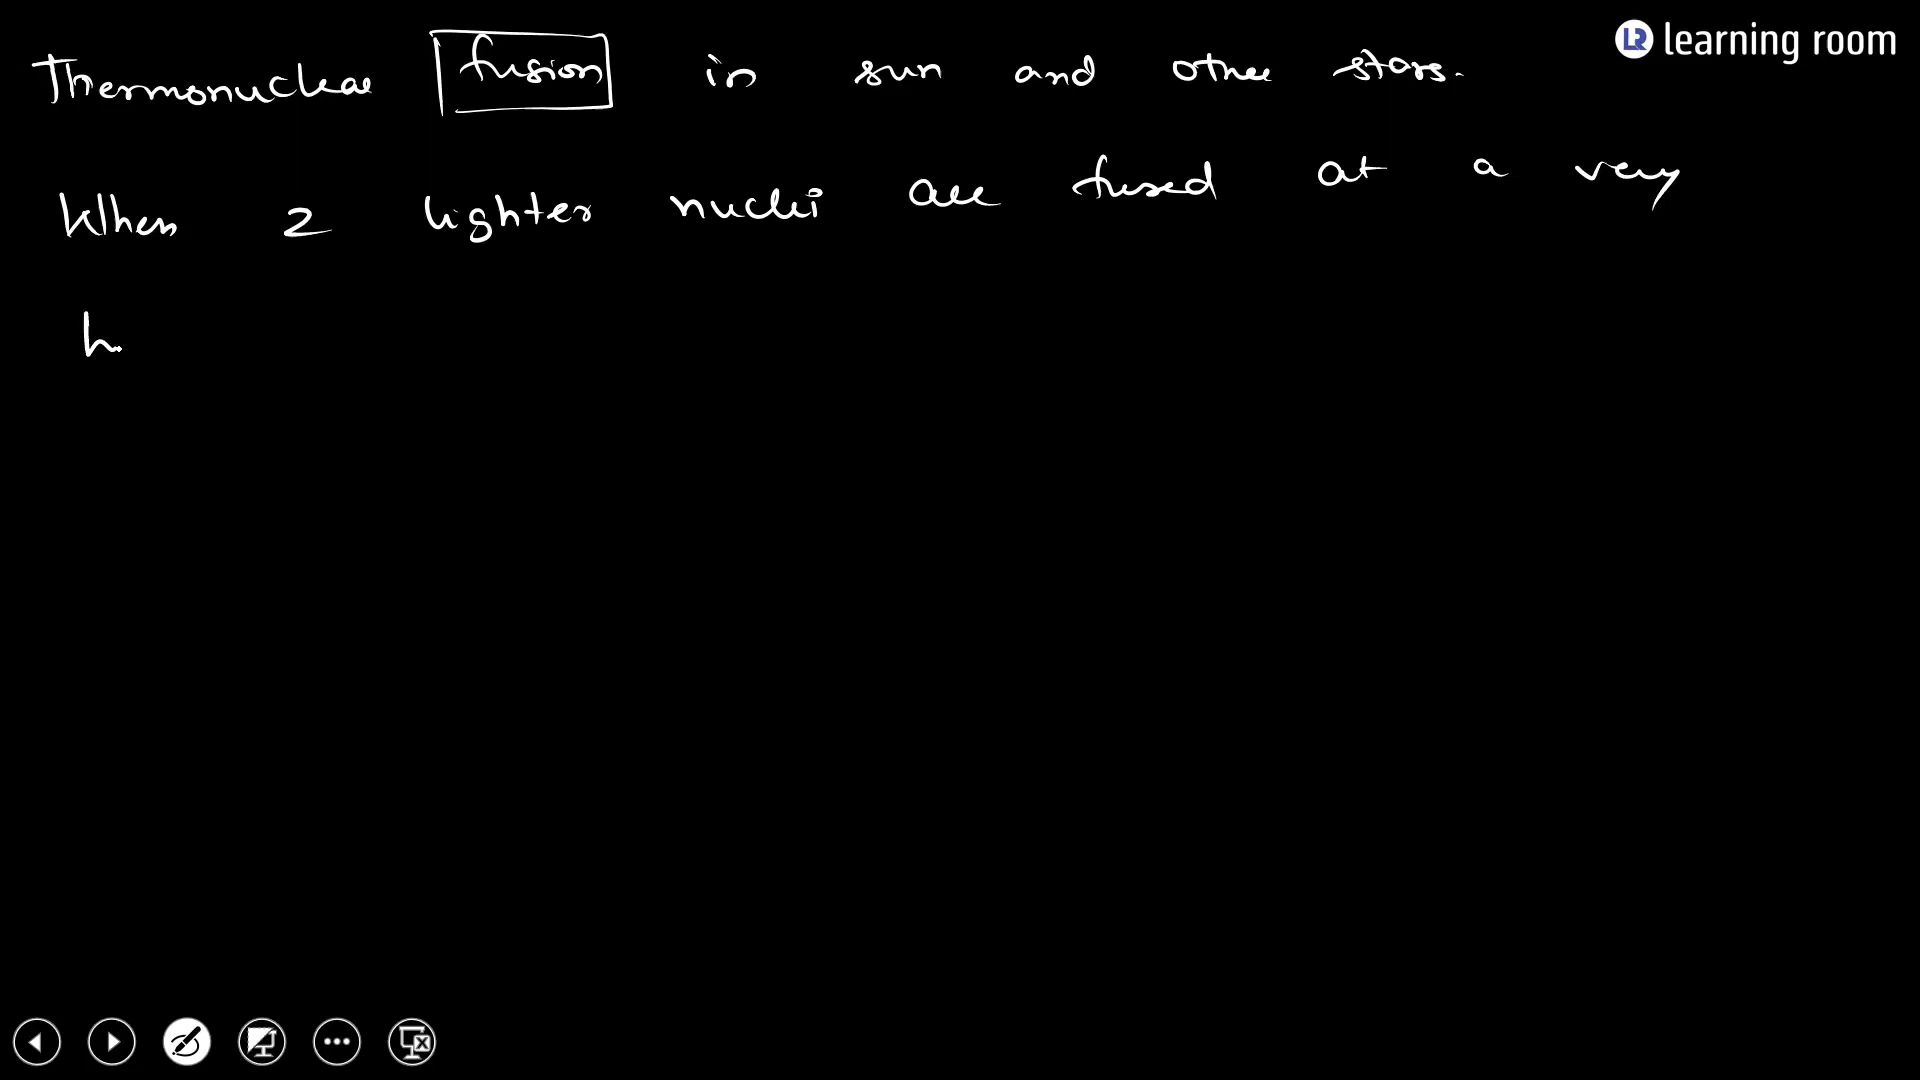 learning room
Thermonuclear fusion in sun and other stars.
When 2 lighter nuclei are fused at a very
h